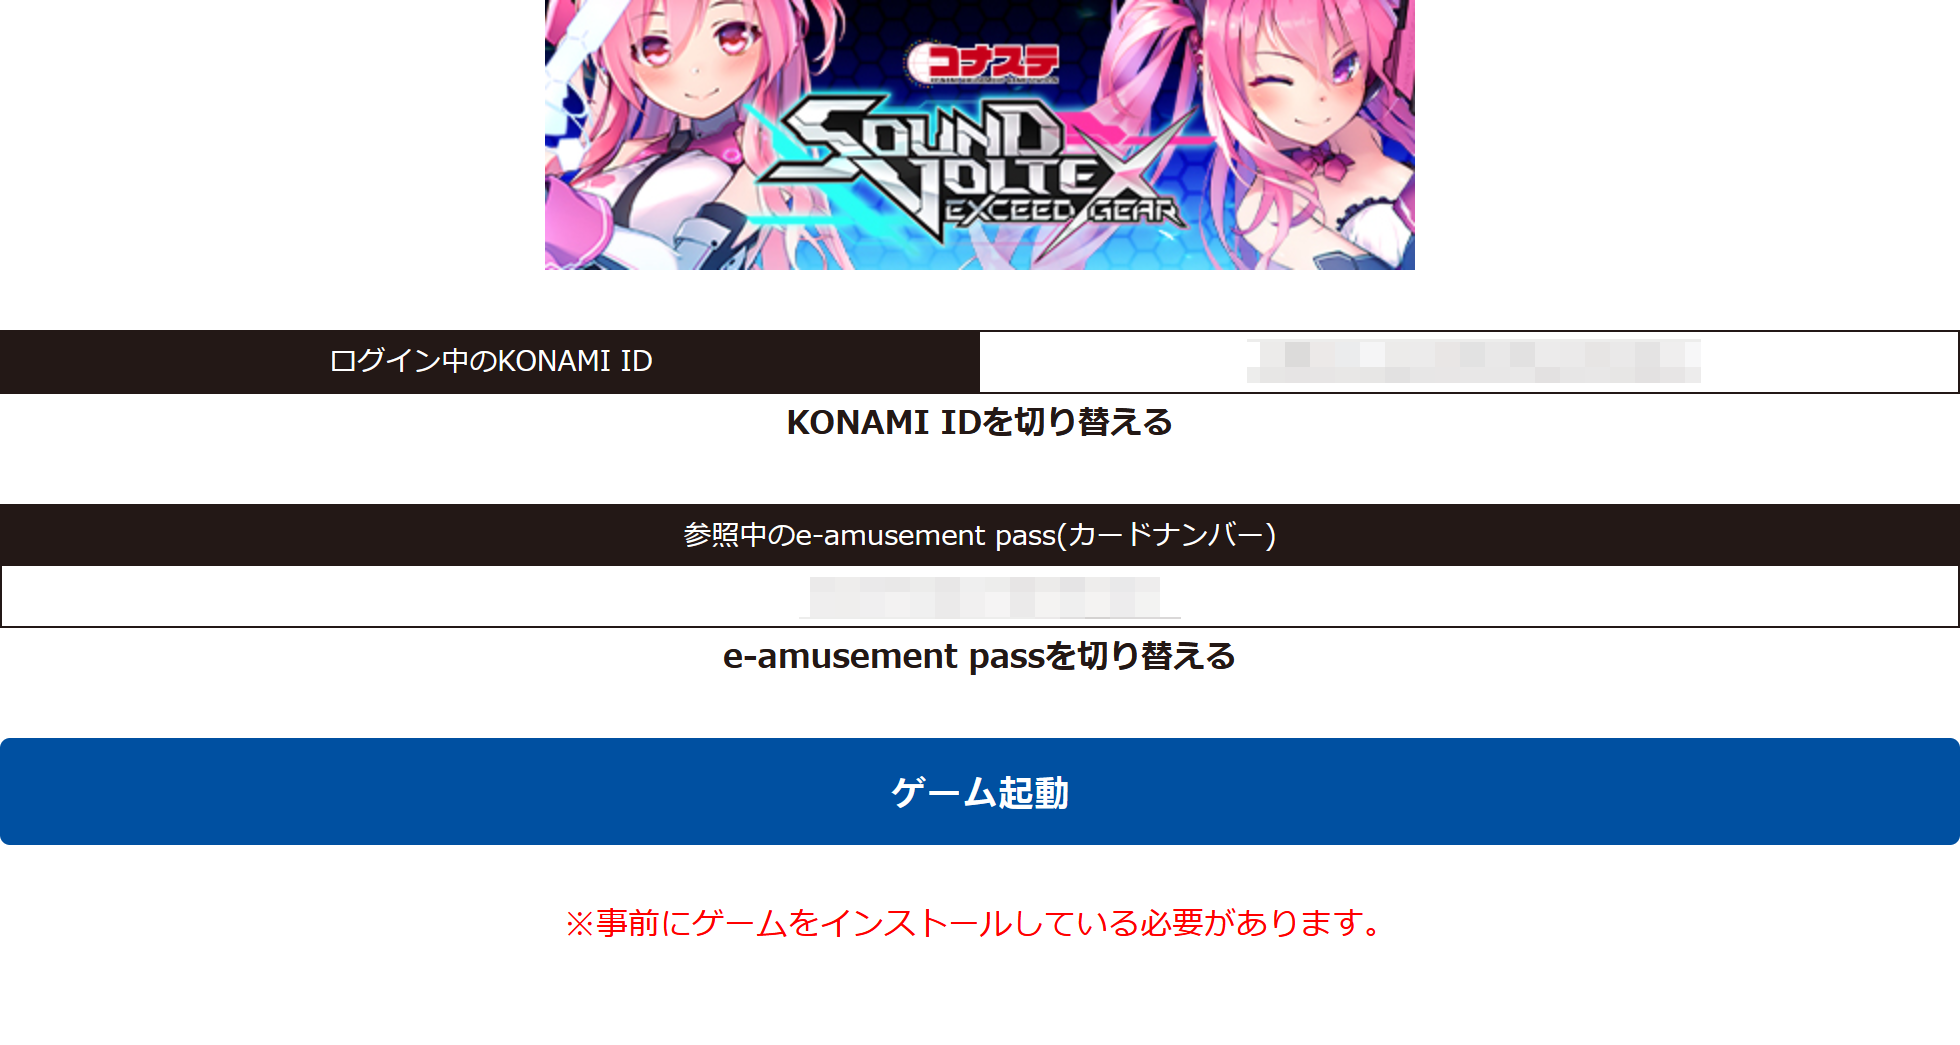 コナステ
SOUND
VOLTEX
EXCEED GEAR
ログイン中のKONAMI ID
KONAMI IDを切り替える
参照中のe-amusement pass(カードナンバー)
e-amusement passを切り替える
ゲーム起動
※事前にゲームをインストールしている必要があります。